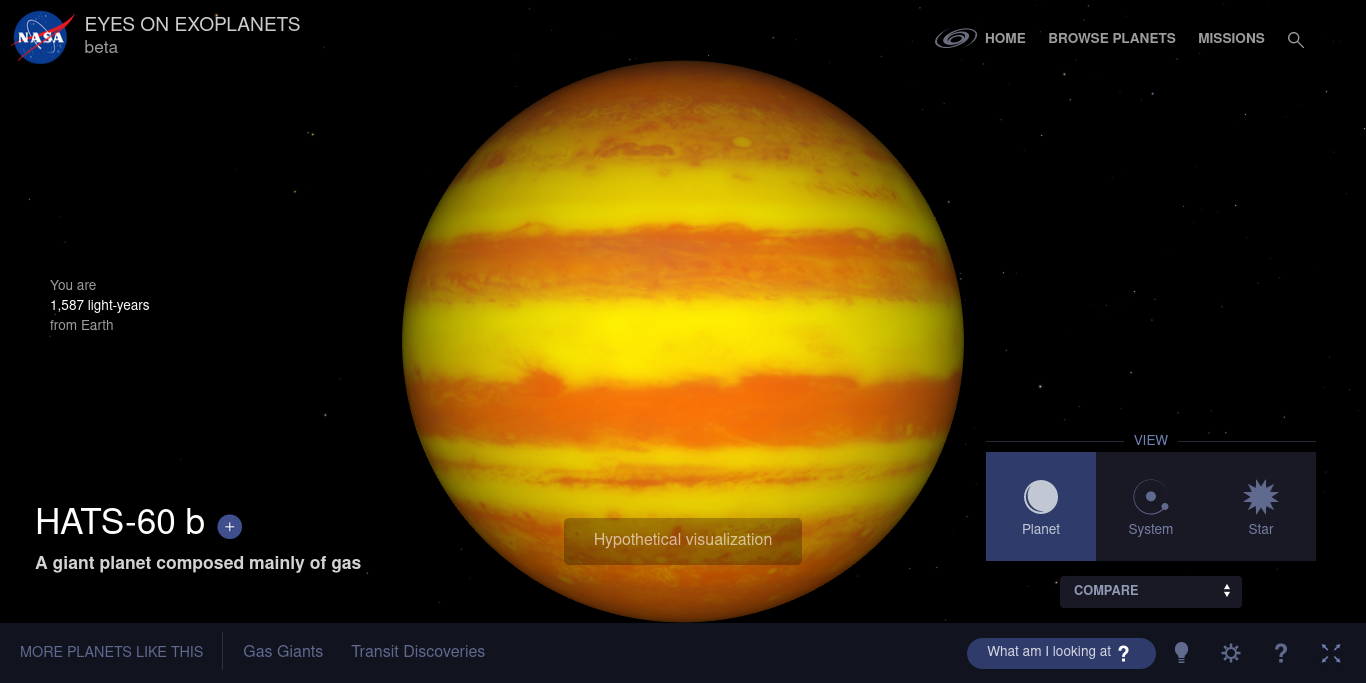 NASA
EYES ON EXOPLANETS
beta
HOME
BROWSE PLANETS
MISSIONS
You are
1,587 light-years
from Earth
HATS-60 b +
A giant planet composed mainly of gas
Hypothetical visualization
VIEW
Planet
System
Star
COMPARE
MORE PLANETS LIKE THIS
Gas Giants
Transit Discoveries
What am I looking at ?
?